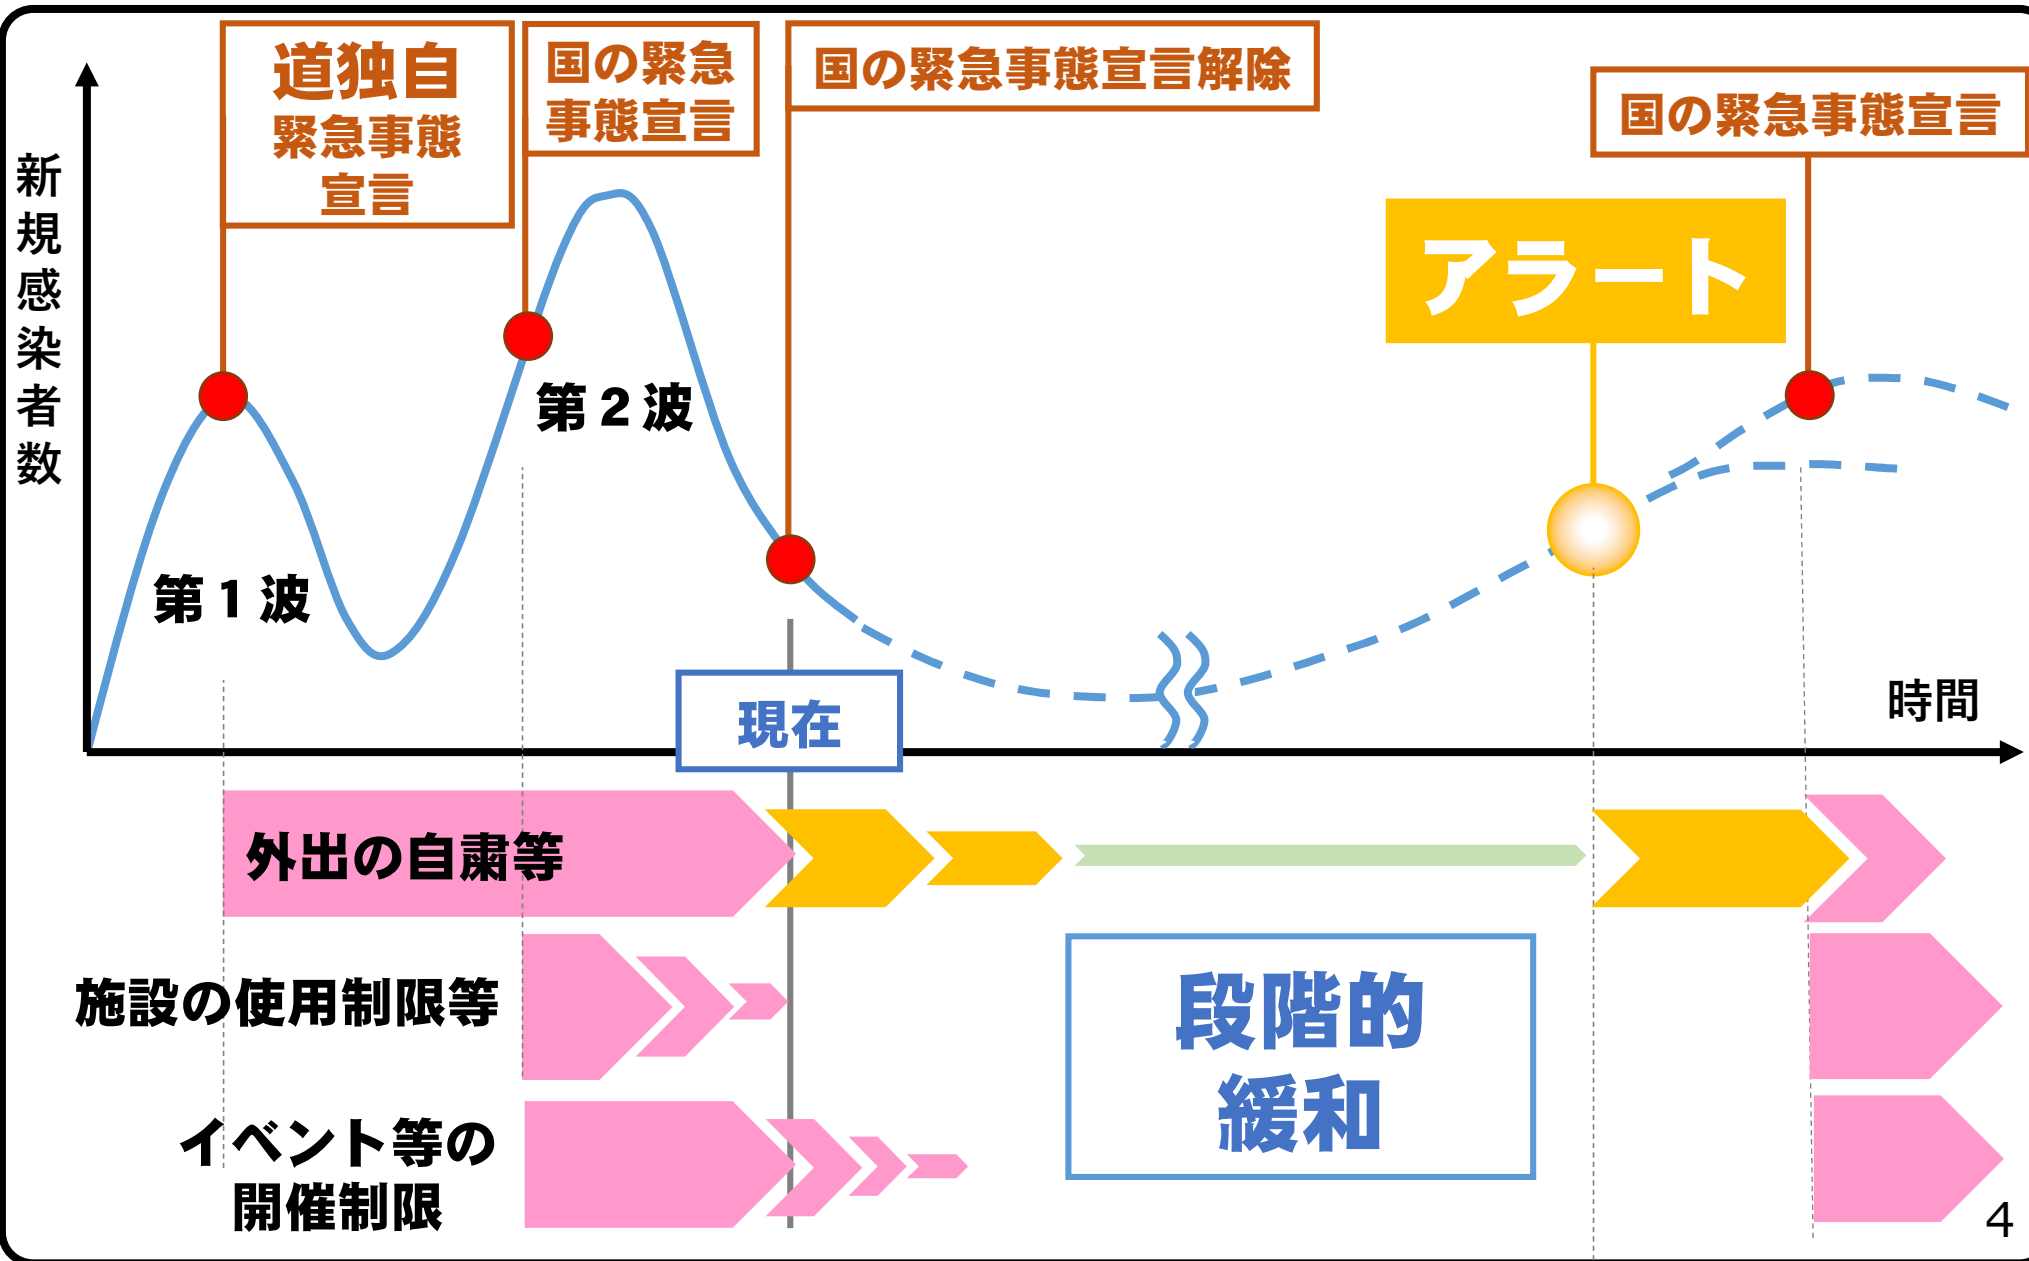 道独自
緊急事態
宣言
国の緊急
事態宣言
国の緊急事態宣言解除
国の緊急事態宣言
アラート
新規感染者数
第2波
第1波
現在
時間
外出の自粛等
施設の使用制限等
イベント等の
開催制限
段階的
緩和
4